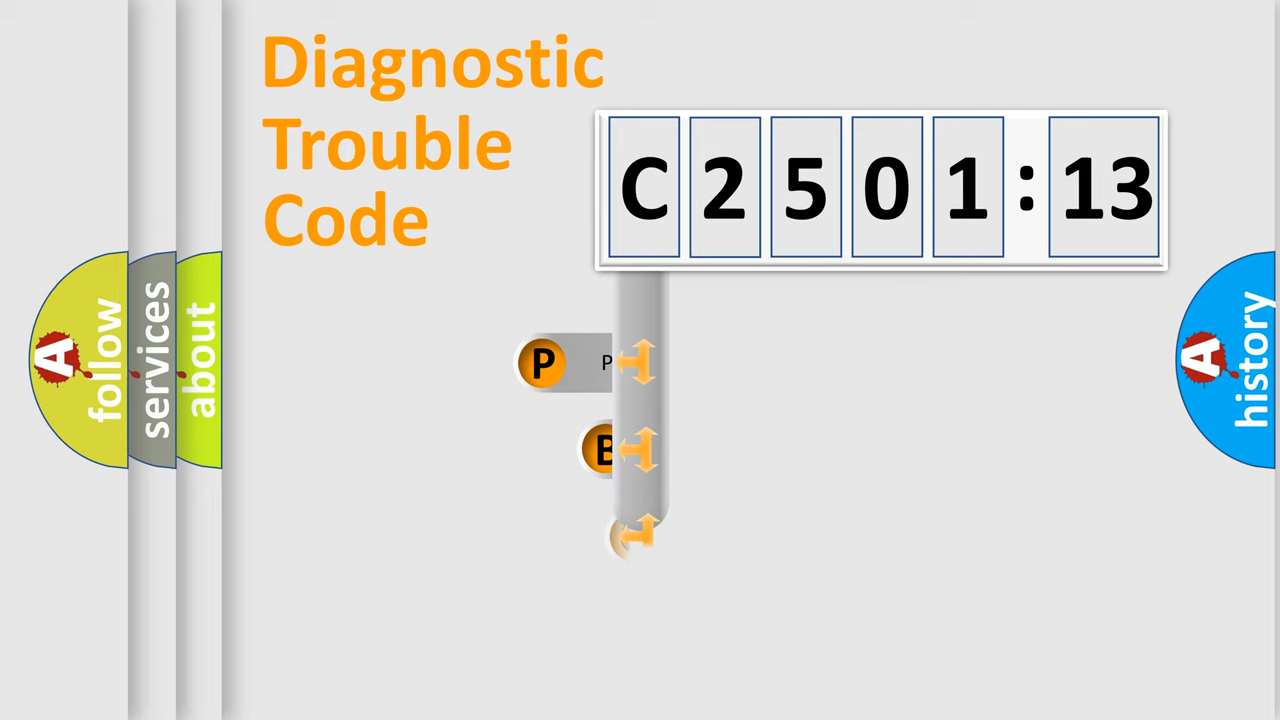 Diagnostic
Trouble
Code
C2501:13
P P
B
A follow
services
about
A history